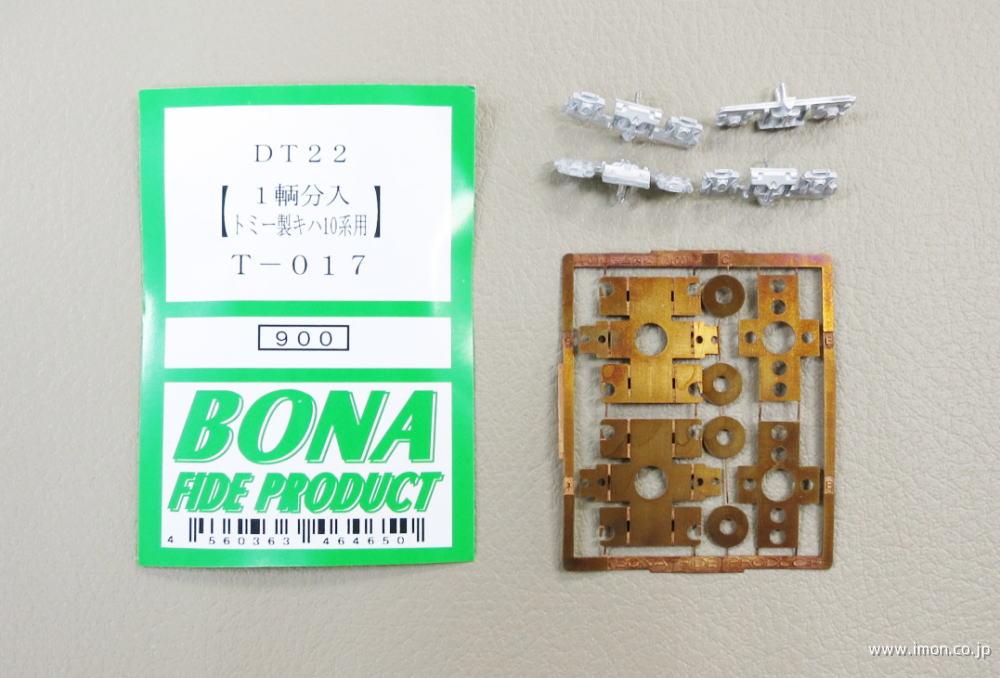 DT22
【1輌分入
トミー製キハ10系用】
T-017
900
BONA
FIDE PRODUCT
4 560363 464650
www.imon.co.jp